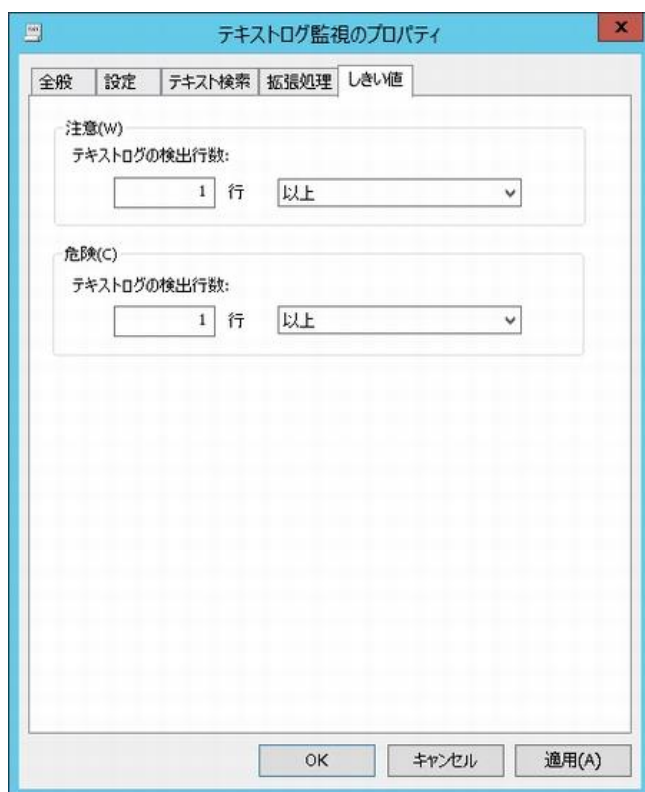 テキストログ監視のプロパティ
全般 設定 テキスト検索 拡張処理 しきい値
注意(W)
テキストログの検出行数:
1 行 以上
危険(C)
テキストログの検出行数:
1 行 以上
OK キャンセル 適用(A)